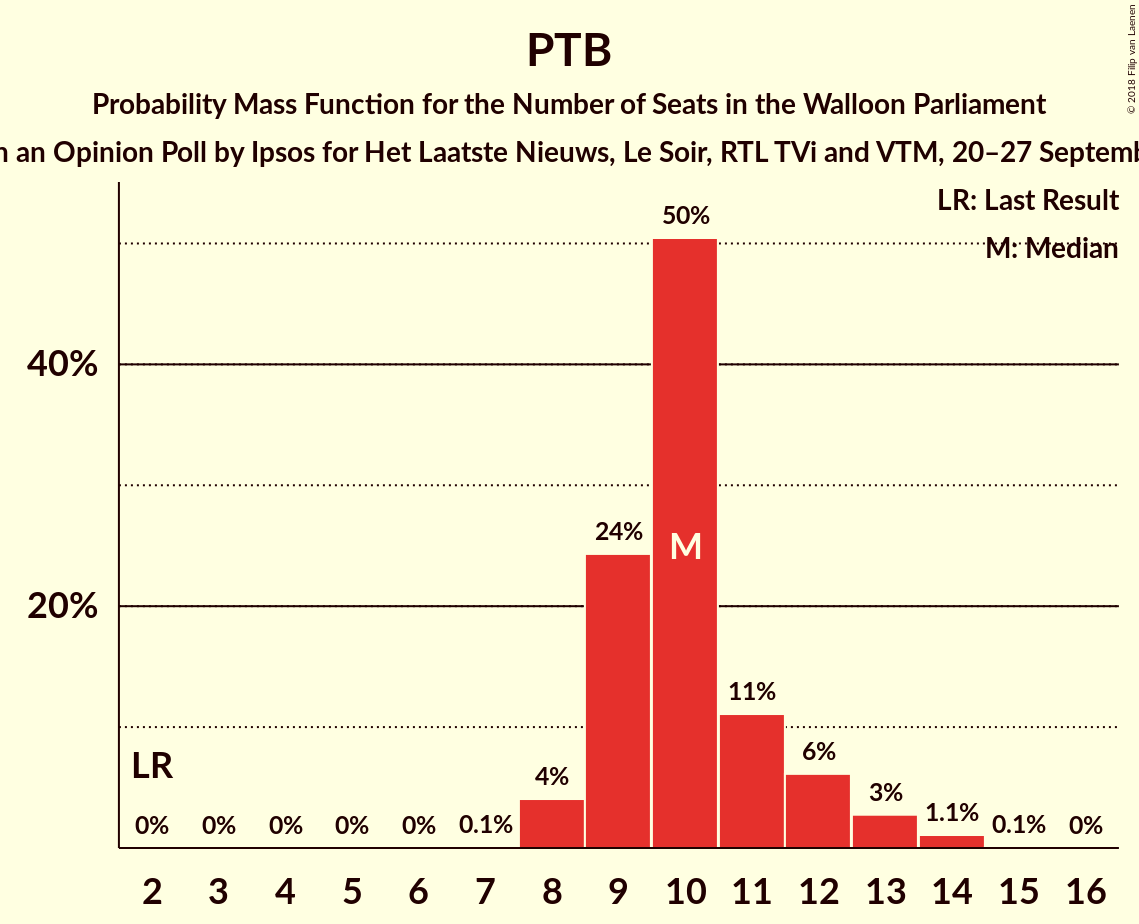 PTB
Probability Mass Function for the Number of Seats in the Walloon Parliament
an Opinion Poll by Ipsos for Het Laatste Nieuws, Le Soir, RTL TVi and VTM, 20–27
© 2018 Filip van Laenen
LR: Last Result
M: Median
50%
40%
24%
M
20%
11%
LR
6%
4%
3%
1.1%
0% 0% 0% 0% 0% 0.1% 0.1% 0%
2 3 4 5 6 7 8 9 10 11 12 13 14 15 16